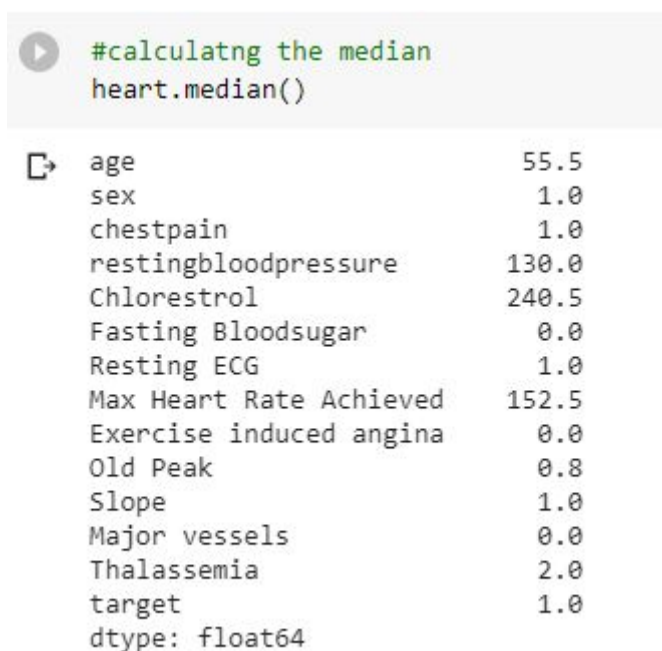 #calculatng the median
heart.median()
age 55.5
sex 1.0
chestpain 1.0
restingbloodpressure 130.0
Chlorestrol 240.5
Fasting Bloodsugar 0.0
Resting ECG 1.0
Max Heart Rate Achieved 152.5
Exercise induced angina 0.0
Old Peak 0.8
Slope 1.0
Major vessels 0.0
Thalassemia 2.0
target 1.0
dtype: float64